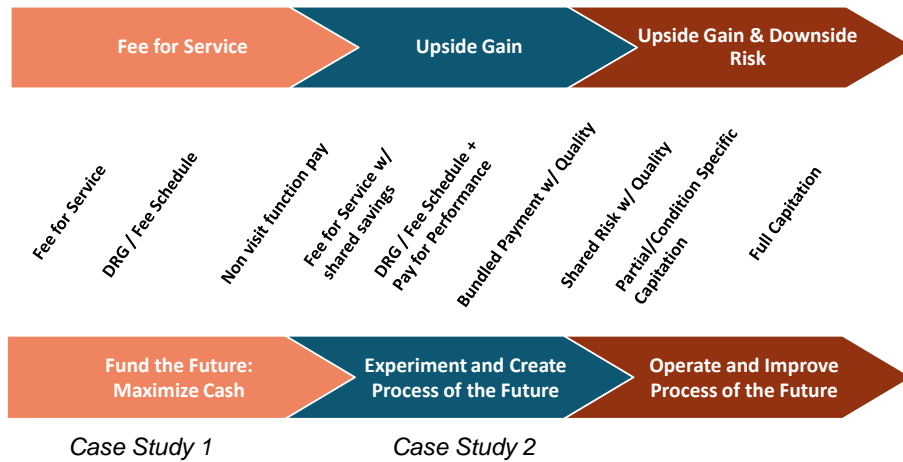 Fee for Service
Upside Gain
Upside Gain & Downside
Risk
Fee for Service
DRG / Fee Schedule
Non visit function pay
Fee for Service w/
shared savings
DRG / Fee Schedule +
Pay for Performance
Bundled Payment w/ Quality
Shared Risk w/ Quality
Partial/Condition Specific
Capitation
Full Capitation
Fund the Future:
Maximize Cash
Experiment and Create
Process of the Future
Operate and Improve
Process of the Future
Case Study 1
Case Study 2